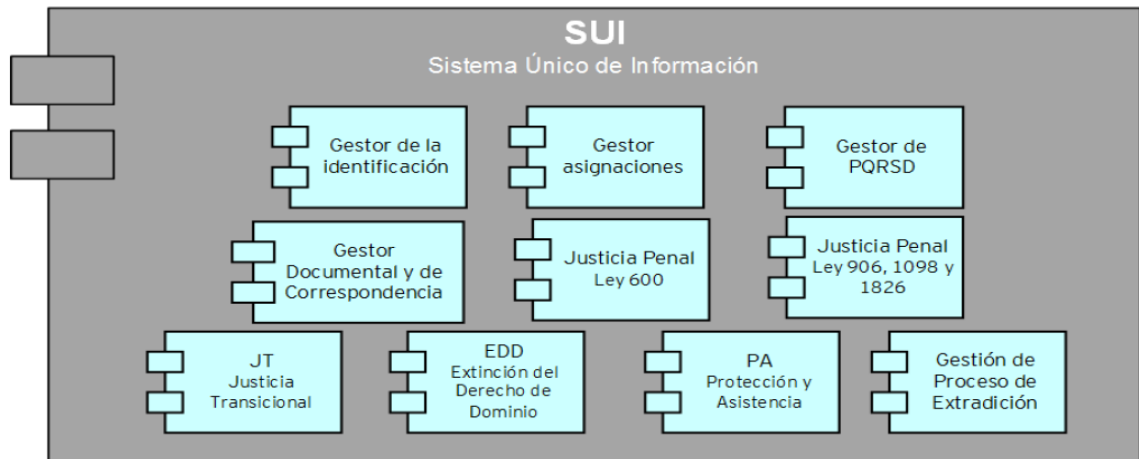 SUI
Sistema Único de Información
Gestor de la
identificación
Gestor
asignaciones
Gestor de
PQRSD
Gestor
Documental y de
Correspondencia
Justicia Penal
Ley 600
Justicia Penal
Ley 906, 1098 y
1826
JT
Justicia
Transicional
EDD
Extinción del
Derecho de
Dominio
PA
Protección y
Asistencia
Gestión de
Proceso de
Extradición